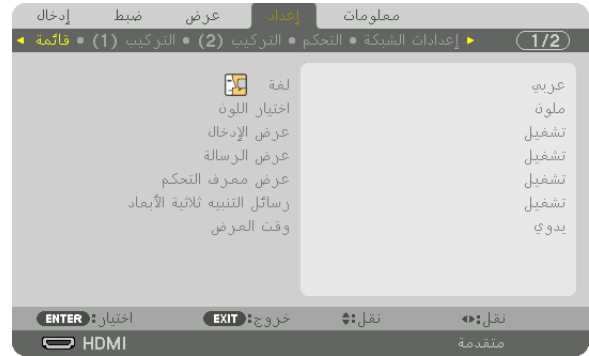 إدخال ضبط عرض إعداد معلومات
قائمة • التركيب (1) • التركيب (2) • التحكم • إعدادات الشبكة 1/2
لغة عربي
اختيار اللون ملون
عرض الإدخال تشغيل
عرض الرسالة تشغيل
عرض معرف التحكم تشغيل
رسائل التنبيه ثلاثية الأبعاد تشغيل
وقت العرض يدوي
ENTER: اختيار EXIT: خروج نقل: نقل:
HDMI متقدمة